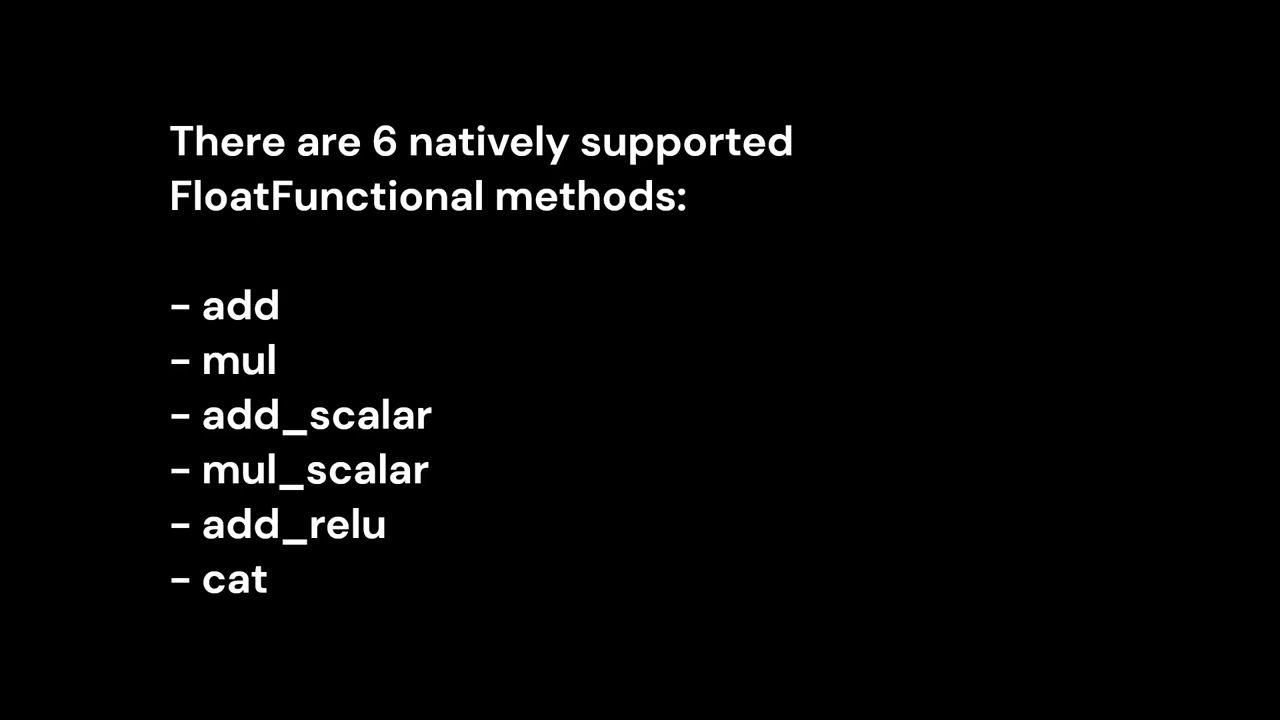 There are 6 natively supported
FloatFunctional methods:
- add
- mul
- add_scalar
- mul_scalar
- add_relu
- cat